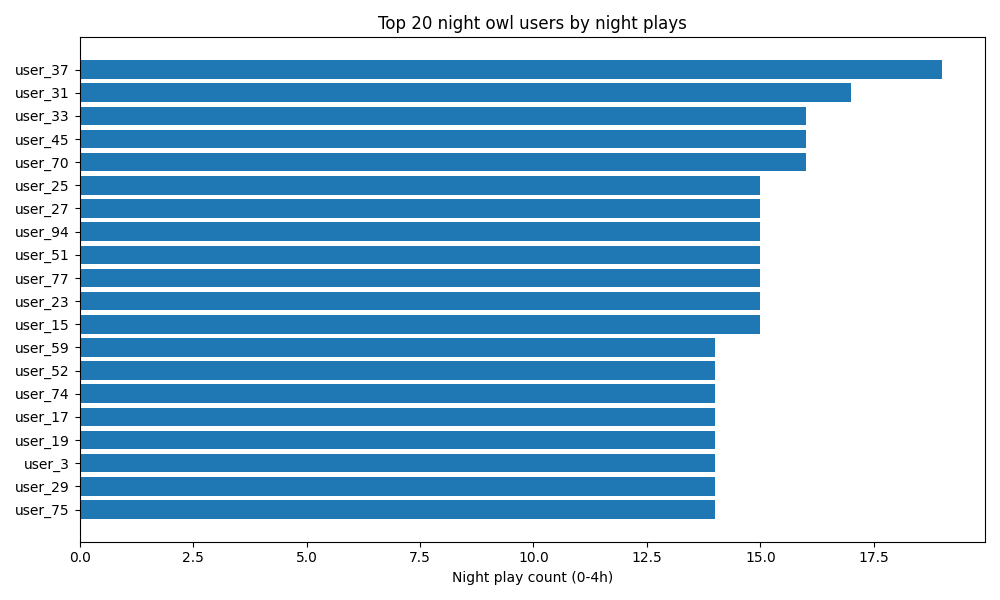 Top 20 night owl users by night plays
user_37
user_31
user_33
user_45
user_70
user_25
user_27
user_94
user_51
user_77
user_23
user_15
user_59
user_52
user_74
user_17
user_19
user_3
user_29
user_75
0.0 2.5 5.0 7.5 10.0 12.5 15.0 17.5
Night play count (0-4h)